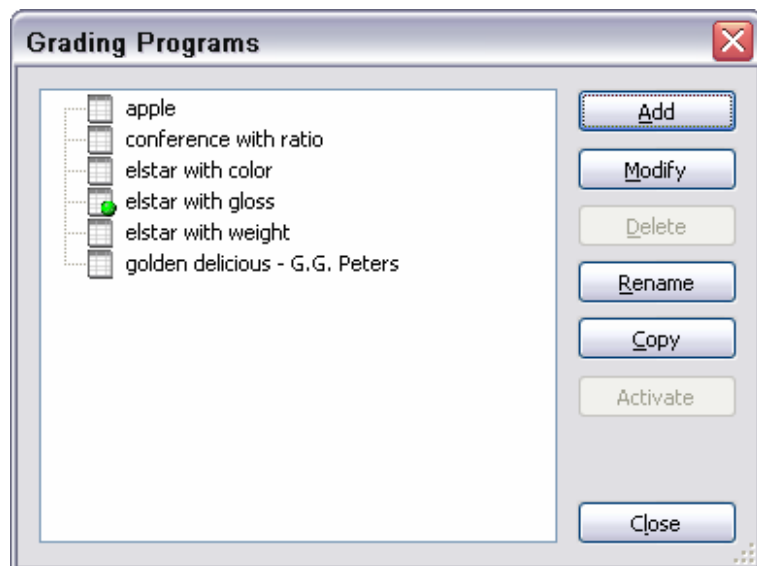 Grading Programs
apple
conference with ratio
elstar with color
elstar with gloss
elstar with weight
golden delicious - G.G. Peters
Add
Modify
Delete
Rename
Copy
Activate
Close